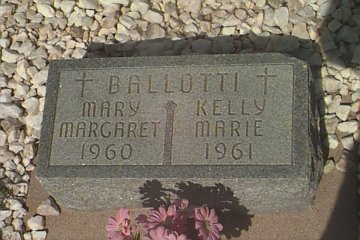 BALLOTTI
MARY KELLY
MARGARET MARIE
1960 1961